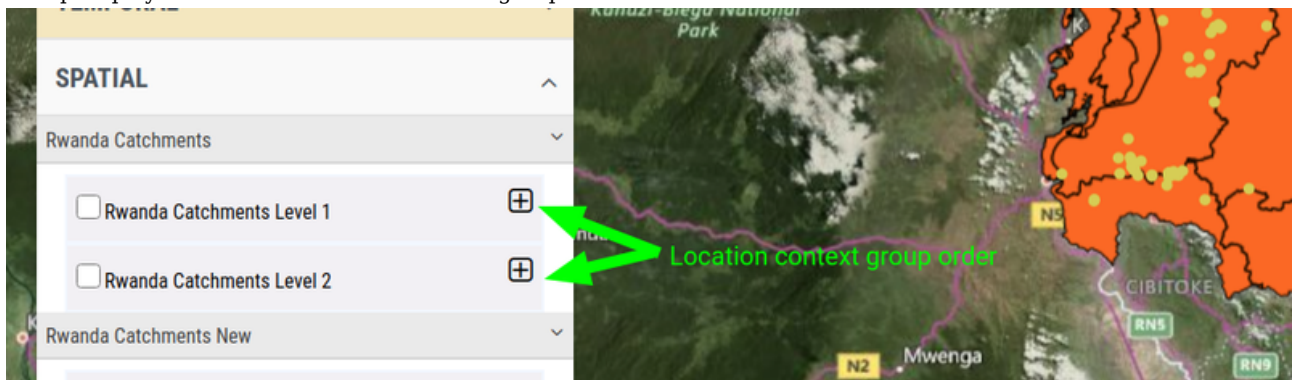 TEMPORAL
SPATIAL
Rwanda Catchments
Rwanda Catchments Level 1
Rwanda Catchments Level 2
Rwanda Catchments New
Kahuzi-Biega National
Park
N5
Location context group order
CIBITOKE
RN5
Mwenga
N2
RN9